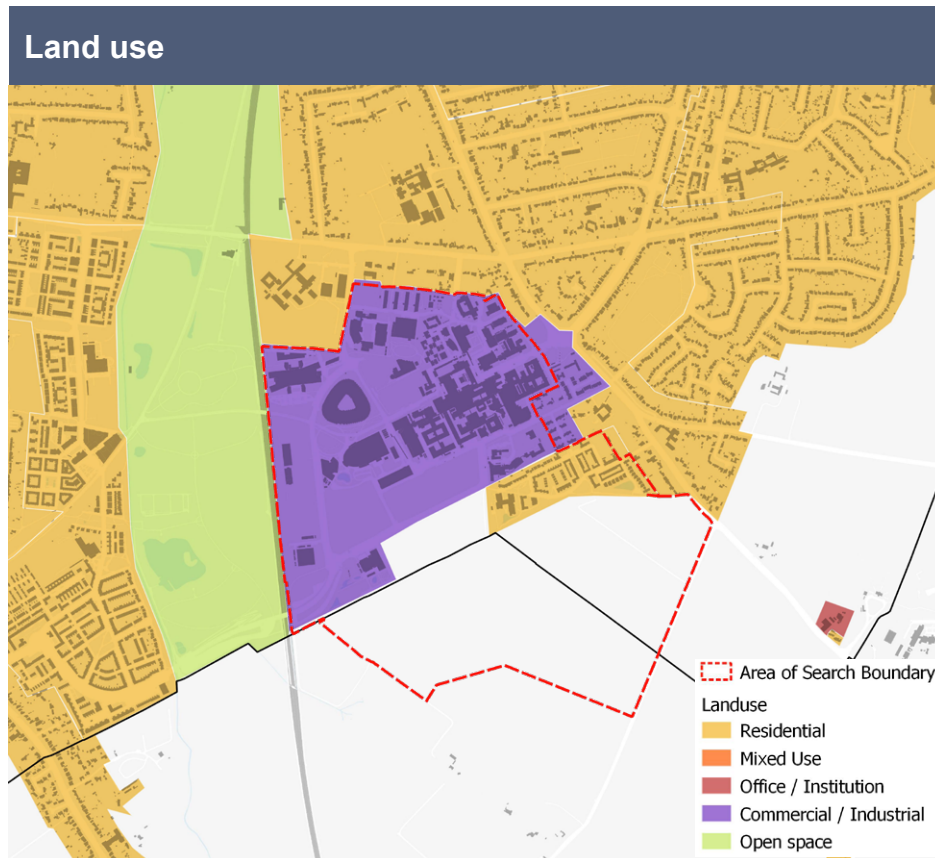 Land use
Area of Search Boundary
Landuse
Residential
Mixed Use
Office / Institution
Commercial / Industrial
Open space